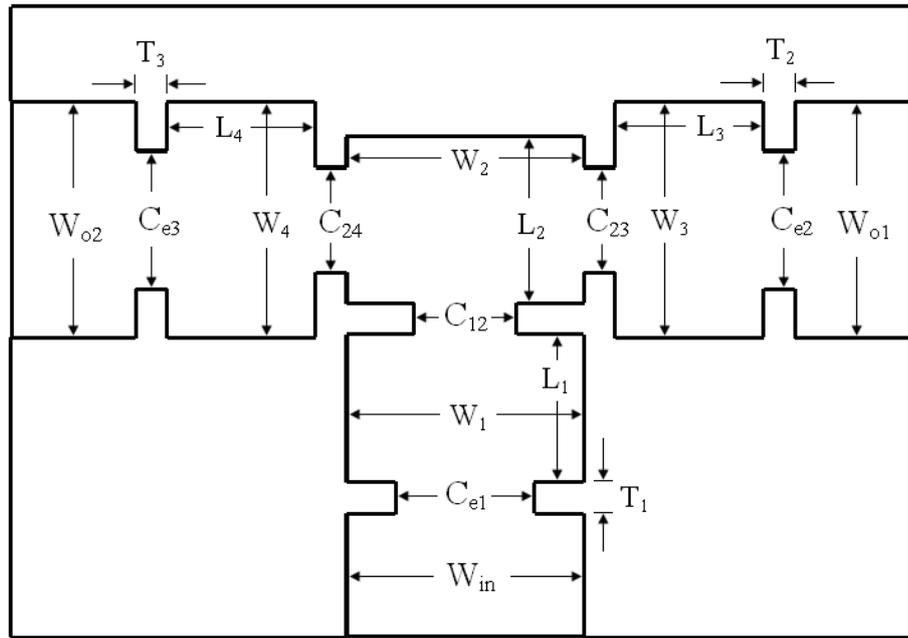 T₃ T₂
L₄ L₃
W₂
Wₒ₂ Cₑ₃ W₄ C₂₄ L₂ C₂₃ W₃ Cₑ₂ Wₒ₁
C₁₂
L₁
W₁
Cₑ₁ T₁
Wᵢₙ